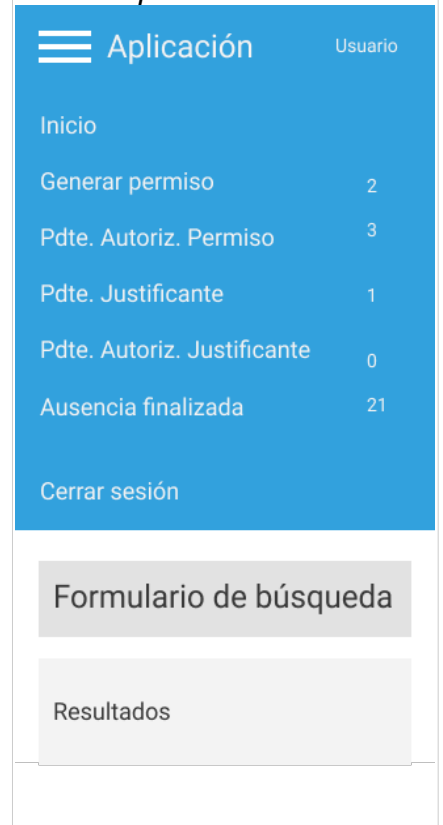 Aplicación Usuario
Inicio
Generar permiso 2
Pdte. Autoriz. Permiso 3
Pdte. Justificante 1
Pdte. Autoriz. Justificante 0
Ausencia finalizada 21
Cerrar sesión
Formulario de búsqueda
Resultados